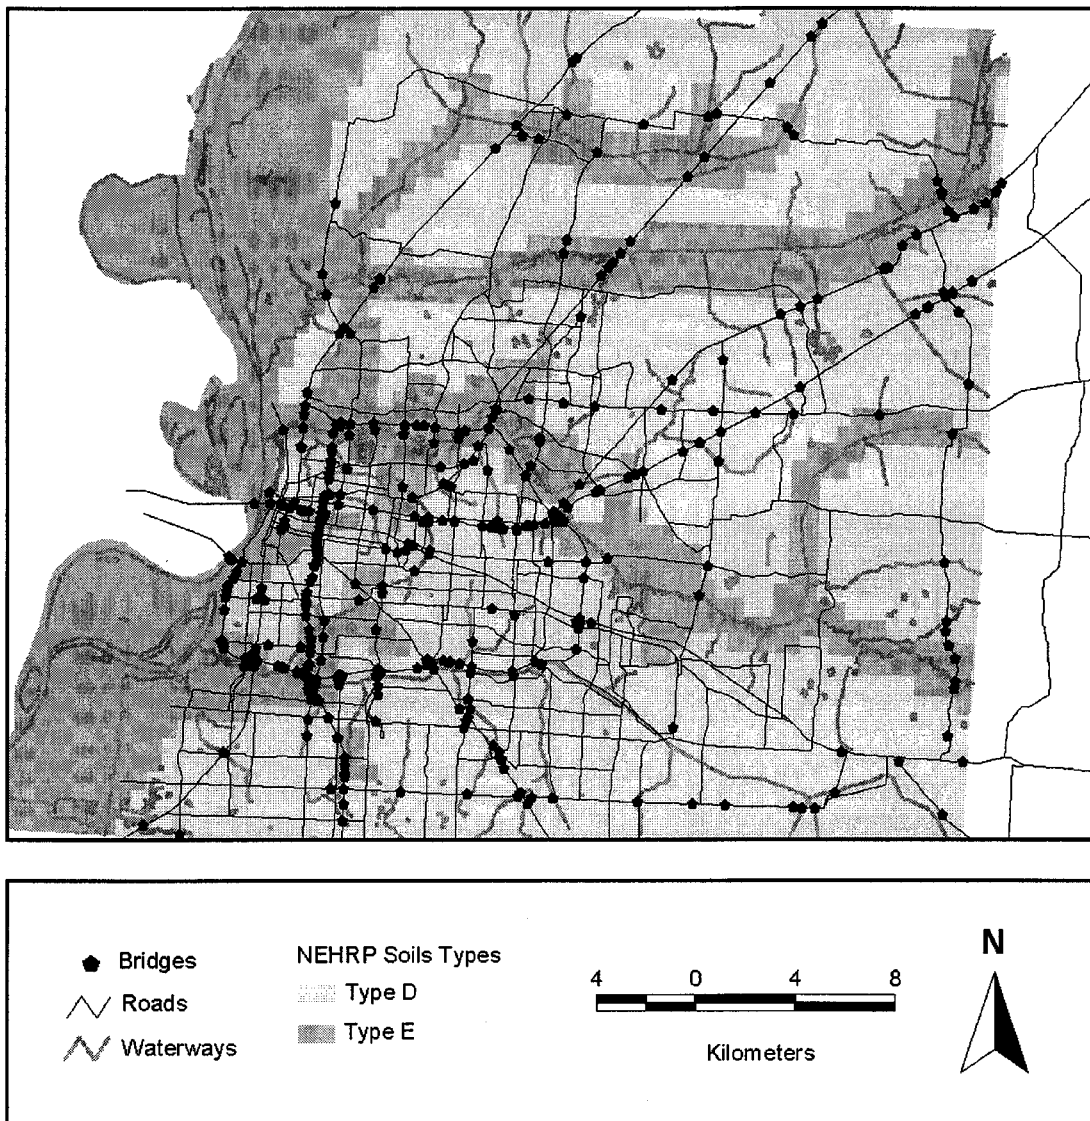 Bridges
Roads
Waterways
NEHRP Soils Types
Type D
Type E
4 0 4 8
Kilometers
N